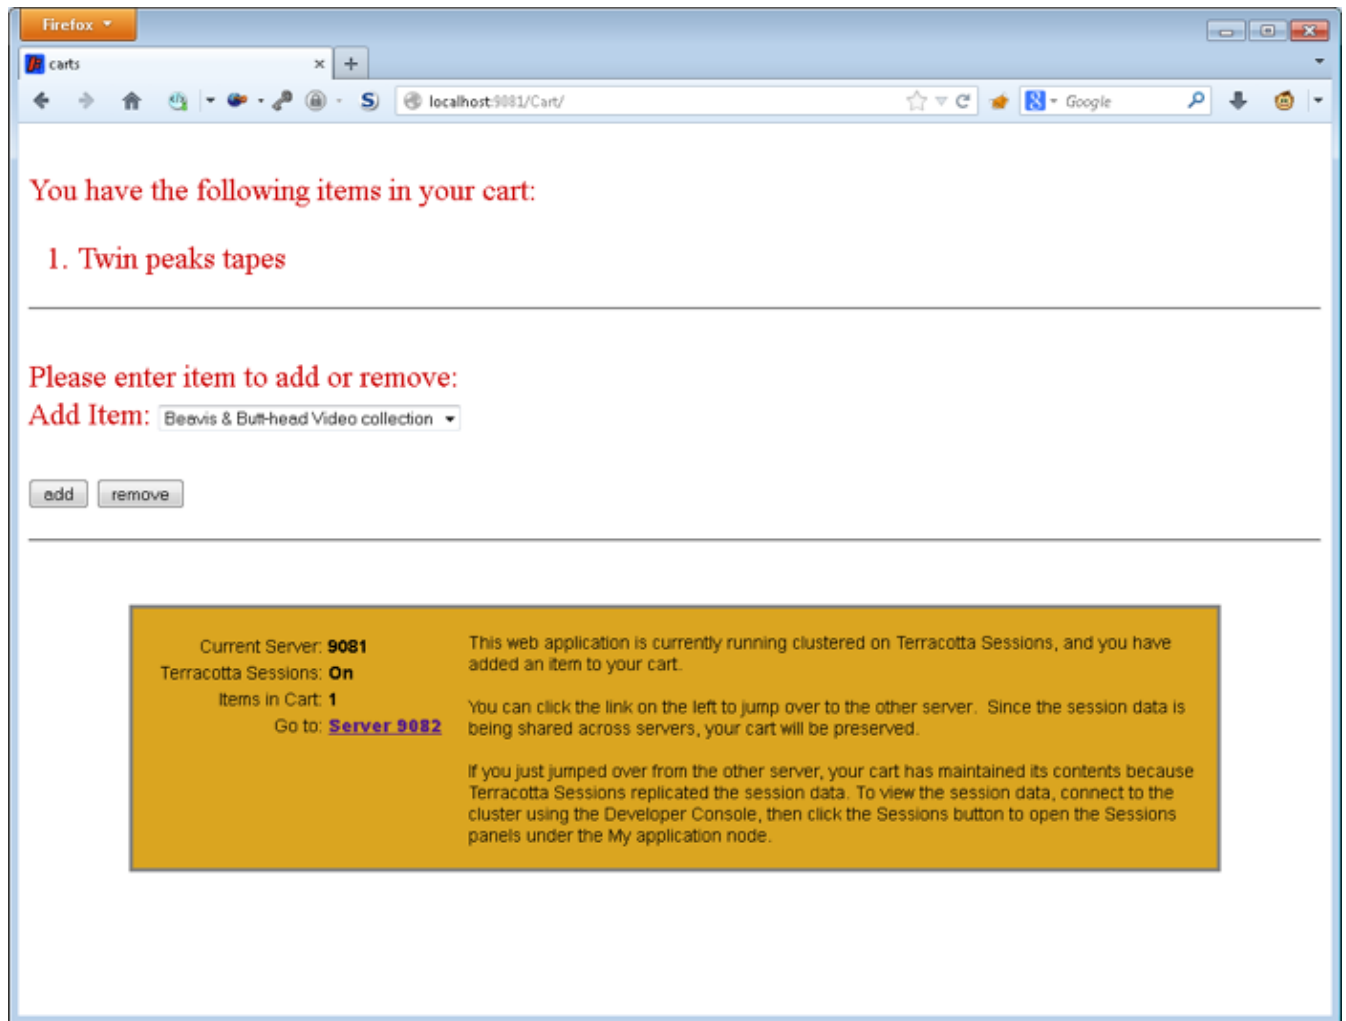 Firefox
carts
localhost:9081/Cart/
Google
You have the following items in your cart:
1. Twin peaks tapes
Please enter item to add or remove:
Add Item: Beavis & Butt-head Video collection
add remove
Current Server: 9081
Terracotta Sessions: On
Items in Cart: 1
Go to: Server 9082
This web application is currently running clustered on Terracotta Sessions, and you have
added an item to your cart.
You can click the link on the left to jump over to the other server. Since the session data is
being shared across servers, your cart will be preserved.
If you just jumped over from the other server, your cart has maintained its contents because
Terracotta Sessions replicated the session data. To view the session data, connect to the
cluster using the Developer Console, then click the Sessions button to open the Sessions
panels under the My application node.